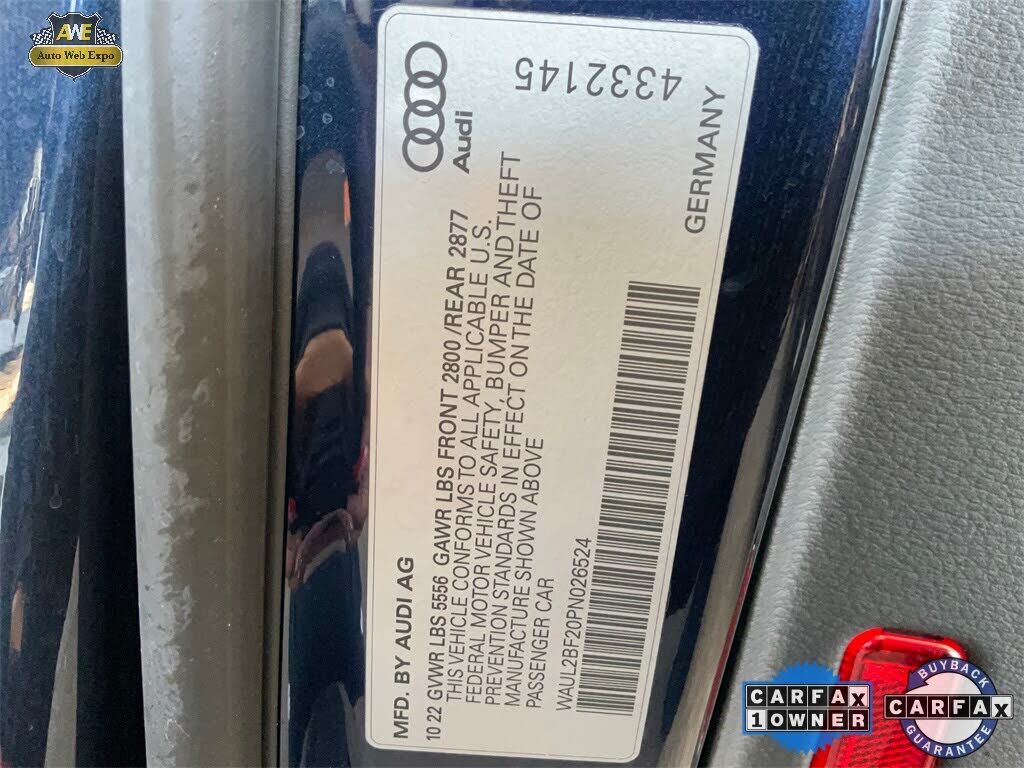 AWE
Auto Web Expo
Audi
4332145
MFD. BY AUDI AG
10 22 GVWR LBS 5556 GAWR LBS FRONT 2800 /REAR 2877
THIS VEHICLE CONFORMS TO ALL APPLICABLE U.S.
FEDERAL MOTOR VEHICLE SAFETY, BUMPER AND THEFT
PREVENTION STANDARDS IN EFFECT ON THE DATE OF
MANUFACTURE SHOWN ABOVE
PASSENGER CAR
GERMANY
WAUL2BF20PN026524
CARFAX
1 OWNER
BUYBACK
CARFAX
GUARANTEE